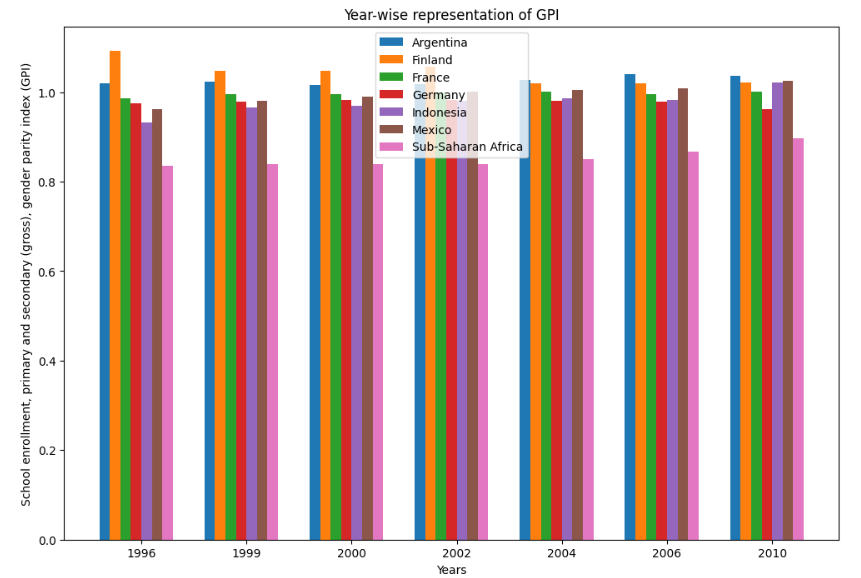 Year-wise representation of GPI
School enrollment, primary and secondary (gross), gender parity index (GPI)
Argentina
Finland
France
Germany
Indonesia
Mexico
Sub-Saharan Africa
1.0
0.8
0.6
0.4
0.2
0.0
1996 1999 2000 2002 2004 2006 2010
Years